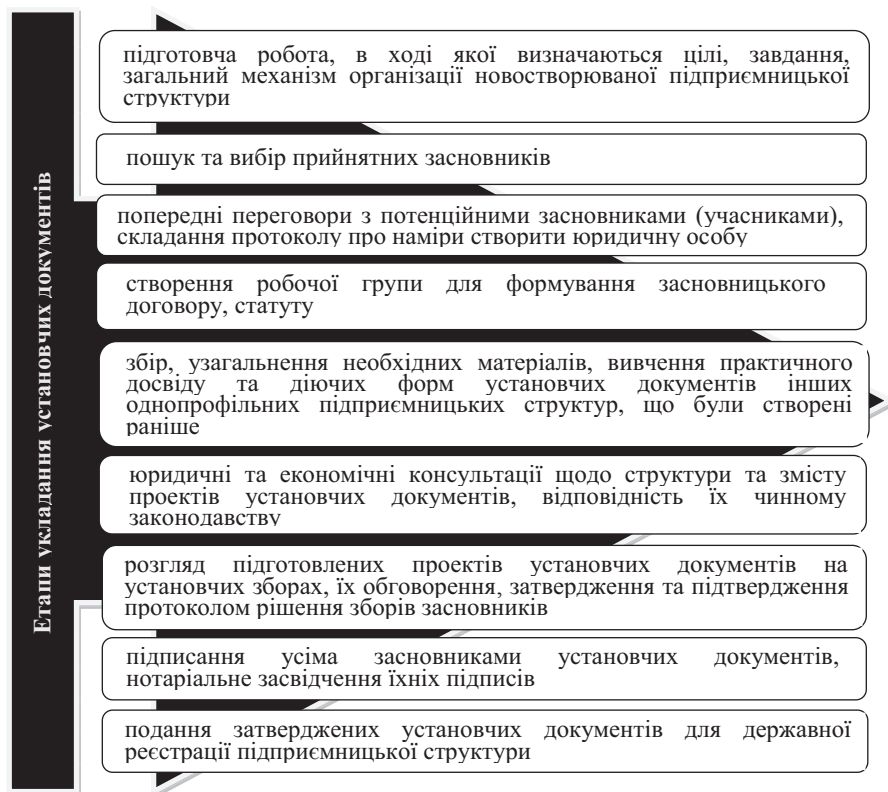 Етапи укладання установчих документів
підготовча робота, в ході якої визначаються цілі, завдання,
загальний механізм організації новостворюваної підприємницької
структури
пошук та вибір прийнятних засновників
попередні переговори з потенційними засновниками (учасниками),
складання протоколу про наміри створити юридичну особу
створення робочої групи для формування засновницького
договору, статуту
збір, узагальнення необхідних матеріалів, вивчення практичного
досвіду та діючих форм установчих документів інших
однопрофільних підприємницьких структур, що були створені
раніше
юридичні та економічні консультації щодо структури та змісту
проектів установчих документів, відповідність їх чинному
законодавству
розгляд підготовлених проектів установчих документів на
установчих зборах, їх обговорення, затвердження та підтвердження
протоколом рішення зборів засновників
підписання усіма засновниками установчих документів,
нотаріальне засвідчення їхніх підписів
подання затверджених установчих документів для державної
реєстрації підприємницької структури